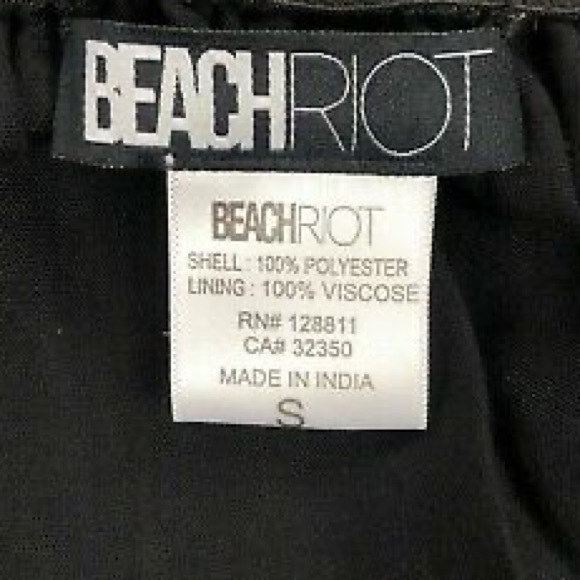 BEACHRIOT
BEACHRIOT
SHELL : 100% POLYESTER
LINING : 100% VISCOSE
RN# 128811
CA# 32350
MADE IN INDIA
S